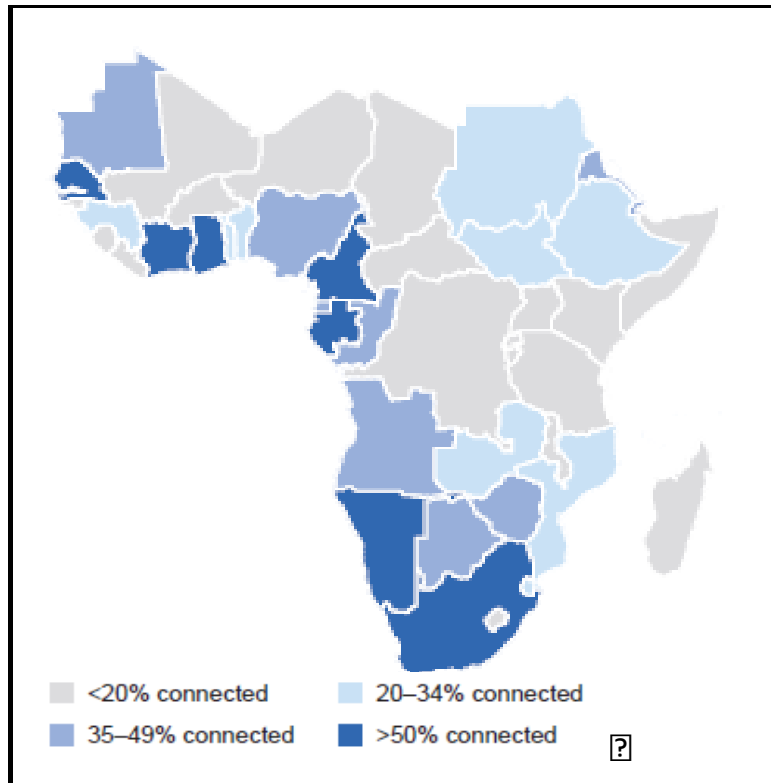 <20% connected
20–34% connected
35–49% connected
>50% connected
?